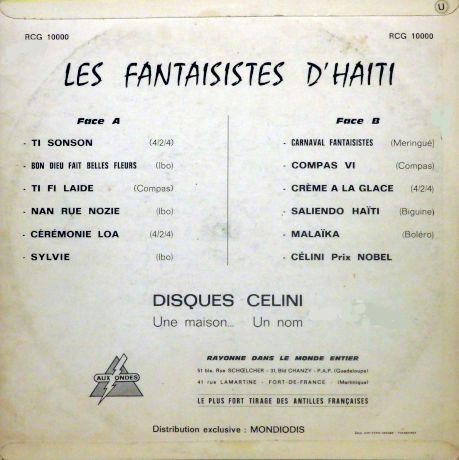 U
RCG 10000
RCG 10000
LES FANTAISISTES D'HAITI
Face A
- TI SONSON (4/2/4)
- BON DIEU FAIT BELLES FLEURS (Ibo)
- TI FI LAIDE (Compas)
- NAN RUE NOZIE (Ibo)
- CÉRÉMONIE LOA (4/2/4)
- SYLVIE (Ibo)
Face B
- CARNAVAL FANTAISISTES (Meringué)
- COMPAS VI (Compas)
- CRÈME A LA GLACE (4/2/4)
- SALIENDO HAÏTI (Biguine)
- MALAÏKA (Boléro)
- CÉLINI Prix NOBEL
DISQUES CELINI
Une maison... Un nom
AUX ONDES
RAYONNE DANS LE MONDE ENTIER
51 bis, Rue SCHŒLCHER - 31, Bld CHANZY - P.A.P. (Guadeloupe)
41 rue LAMARTINE - FORT-DE-FRANCE - (Martinique)
LE PLUS FORT TIRAGE DES ANTILLES FRANÇAISES
Distribution exclusive : MONDIODIS